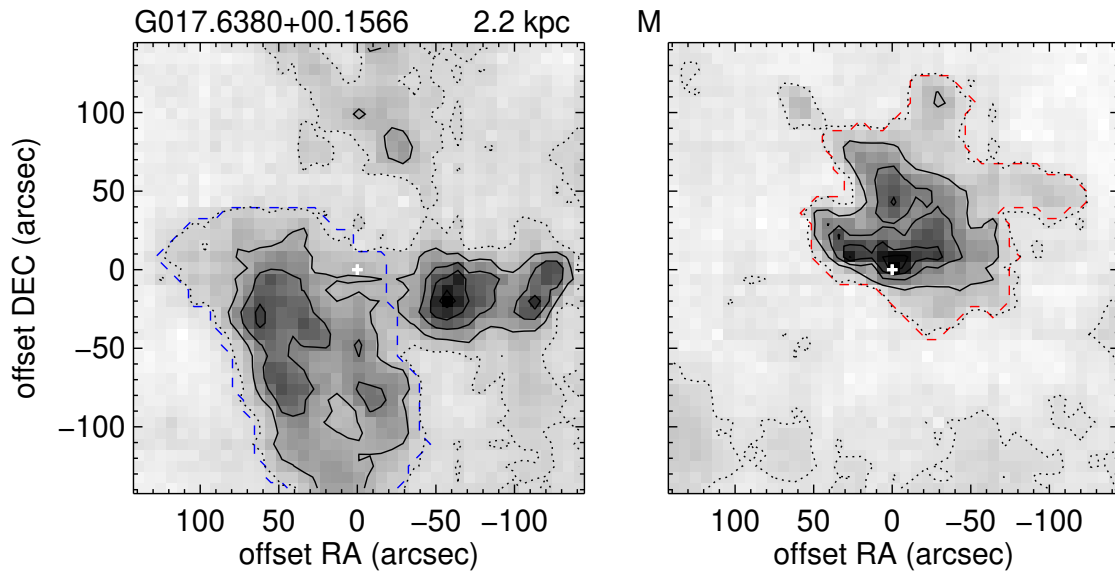 G017.6380+00.1566 2.2 kpc M
100
50
0
−50
−100
offset DEC (arcsec)
100 50 0 −50 −100 100 50 0 −50 −100
offset RA (arcsec) offset RA (arcsec)